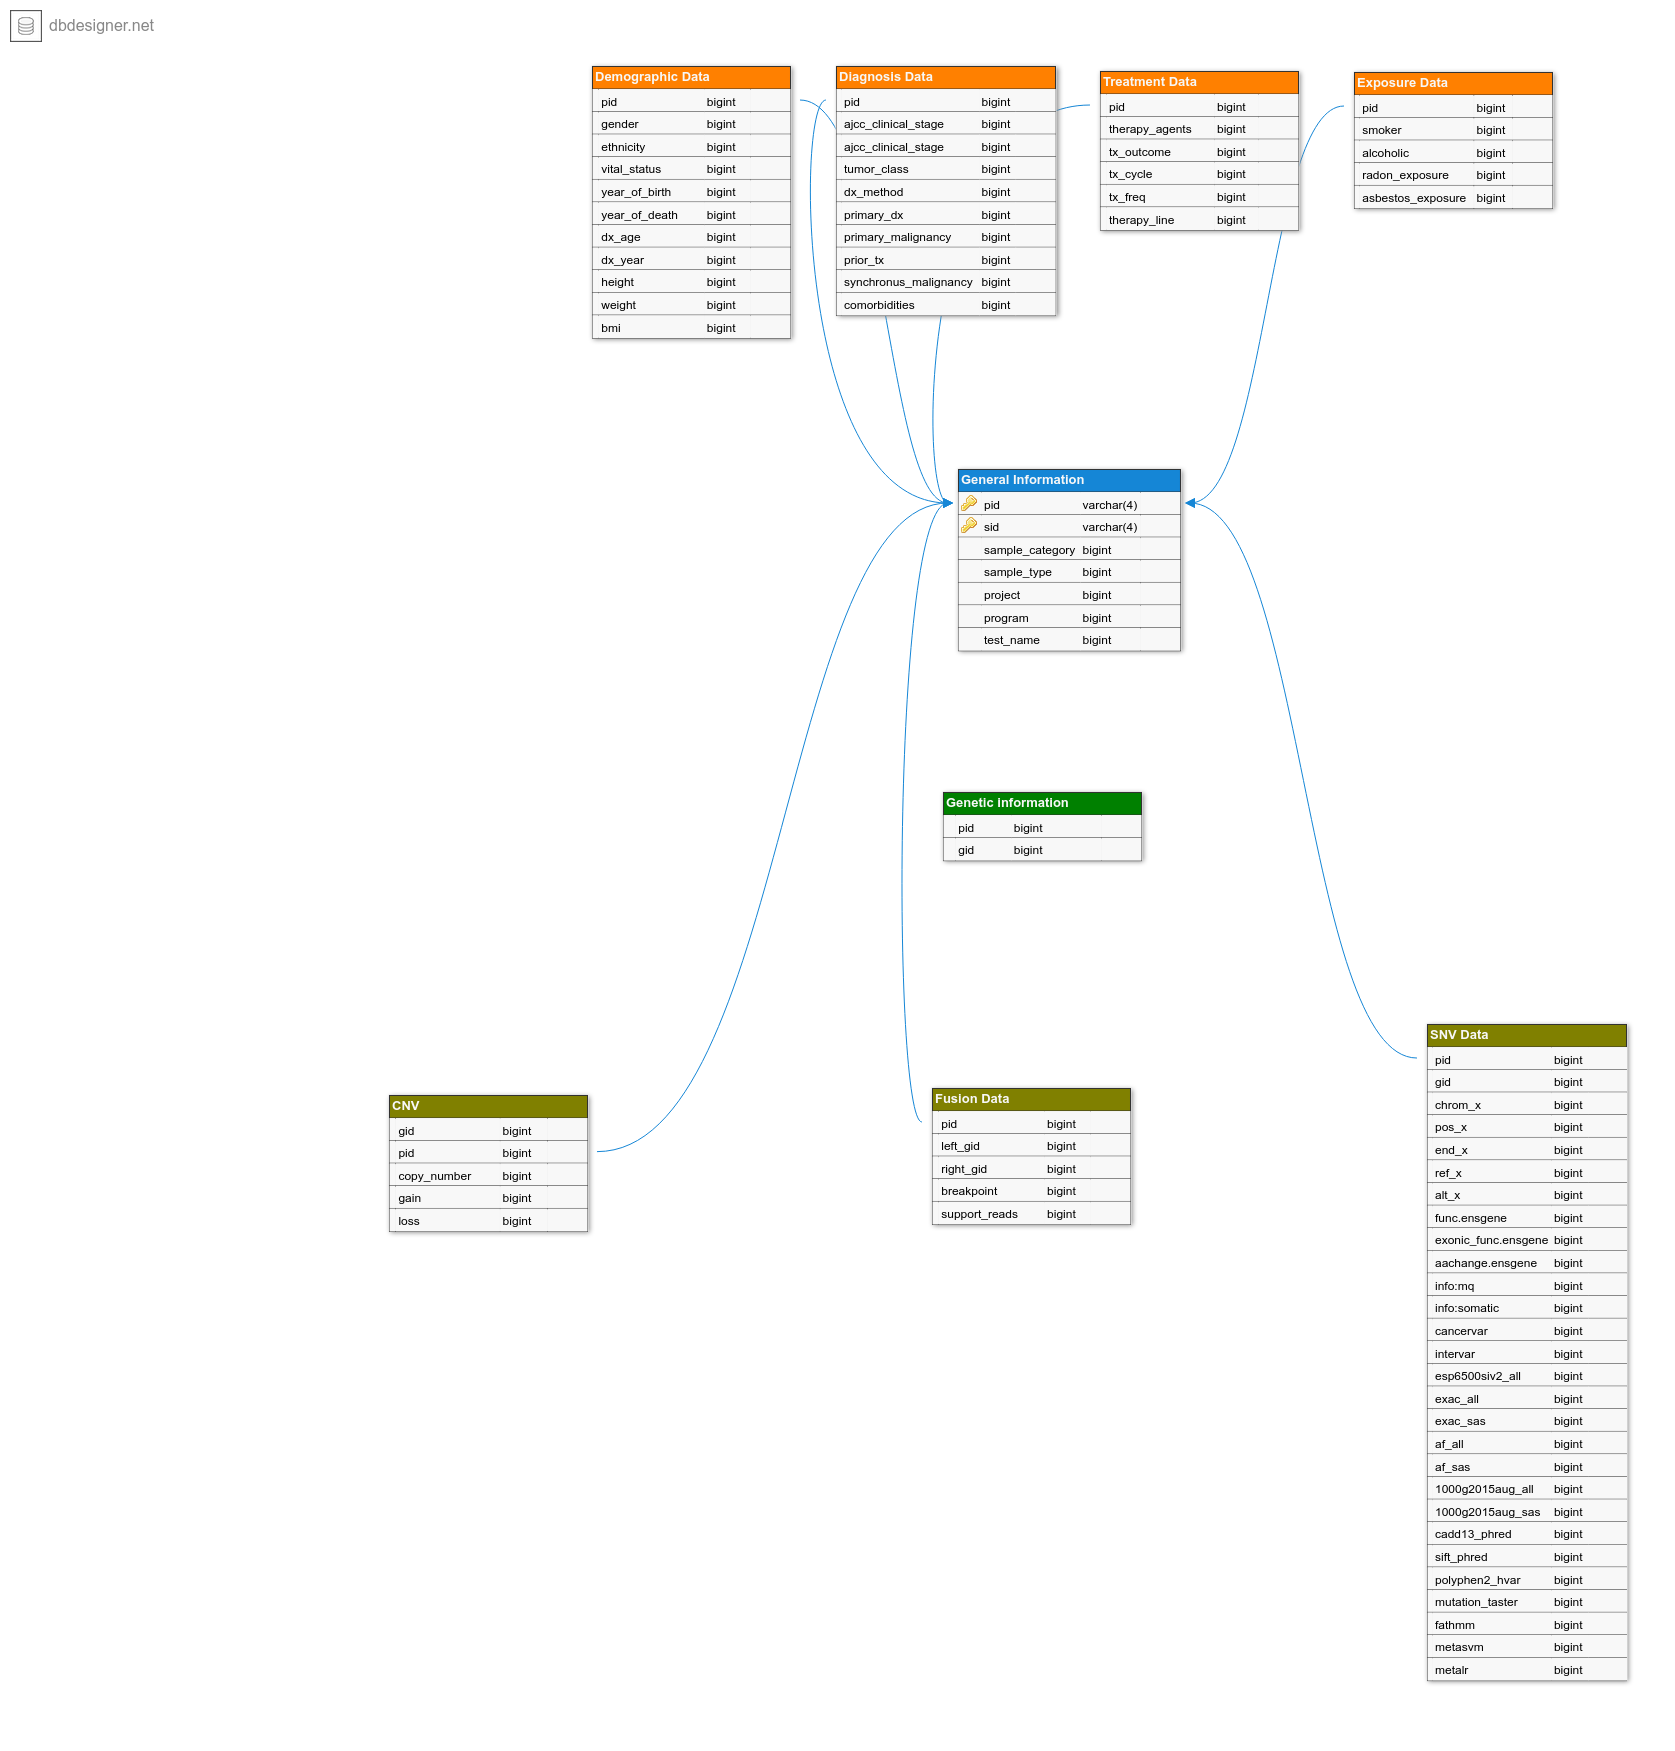 dbdesigner.net
Demographic Data
pid bigint
gender bigint
ethnicity bigint
vital_status bigint
year_of_birth bigint
year_of_death bigint
dx_age bigint
dx_year bigint
height bigint
weight bigint
bmi bigint
Diagnosis Data
pid bigint
ajcc_clinical_stage bigint
ajcc_clinical_stage bigint
tumor_class bigint
dx_method bigint
primary_dx bigint
primary_malignancy bigint
prior_tx bigint
synchronus_malignancy bigint
comorbidities bigint
Treatment Data
pid bigint
therapy_agents bigint
tx_outcome bigint
tx_cycle bigint
tx_freq bigint
therapy_line bigint
Exposure Data
pid bigint
smoker bigint
alcoholic bigint
radon_exposure bigint
asbestos_exposure bigint
General Information
pid varchar(4)
sid varchar(4)
sample_category bigint
sample_type bigint
project bigint
program bigint
test_name bigint
Genetic information
pid bigint
gid bigint
CNV
gid bigint
pid bigint
copy_number bigint
gain bigint
loss bigint
Fusion Data
pid bigint
left_gid bigint
right_gid bigint
breakpoint bigint
support_reads bigint
SNV Data
pid bigint
gid bigint
chrom_x bigint
pos_x bigint
end_x bigint
ref_x bigint
alt_x bigint
func.ensgene bigint
exonic_func.ensgene bigint
aachange.ensgene bigint
info:mq bigint
info:somatic bigint
cancervar bigint
intervar bigint
esp6500siv2_all bigint
exac_all bigint
exac_sas bigint
af_all bigint
af_sas bigint
1000g2015aug_all bigint
1000g2015aug_sas bigint
cadd13_phred bigint
sift_phred bigint
polyphen2_hvar bigint
mutation_taster bigint
fathmm bigint
metasvm bigint
metalr bigint